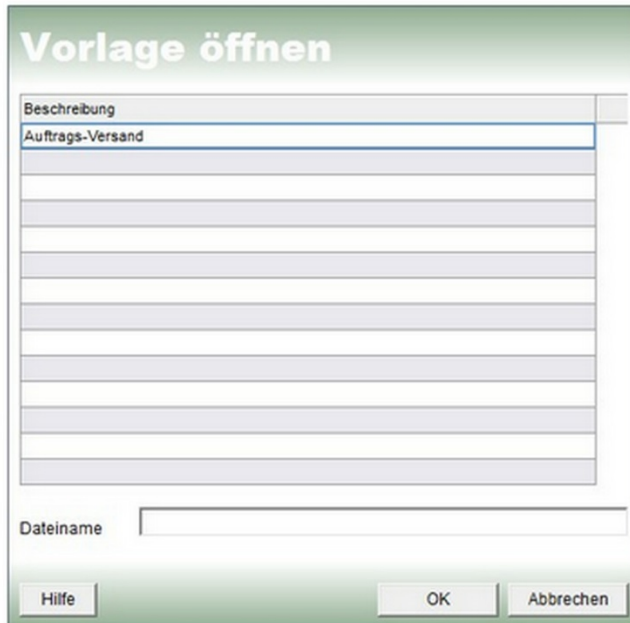 Vorlage öffnen
Beschreibung
Auftrags-Versand
Dateiname
Hilfe OK Abbrechen